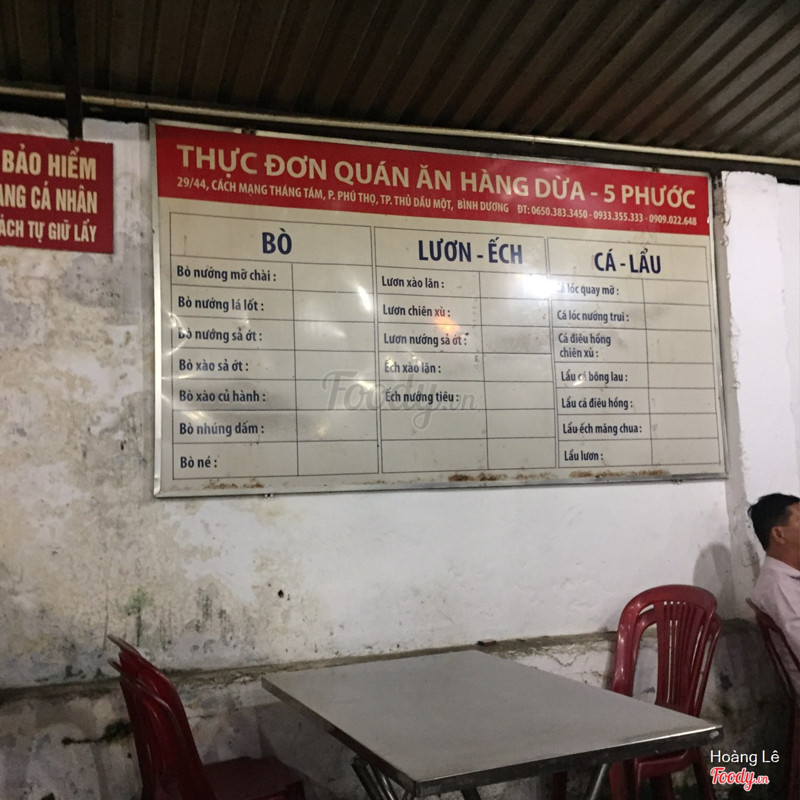 BẢO HIỂM
ANG CÁ NHÂN
ÁCH TỰ GIỮ LẤY
THỰC ĐƠN QUÁN ĂN HÀNG DỪA - 5 PHƯỚC
29/44, CÁCH MẠNG THÁNG TÁM, P. PHÚ THỌ, TP. THỦ DẦU MỘT, BÌNH DƯƠNG ĐT: 0650.383.3450 - 0933.355.333 - 0909.022.648
BÒ
Bò nướng mỡ chài :
Bò nướng lá lốt :
Bò nướng sả ớt :
Bò xào sả ớt :
Bò xào củ hành :
Bò nhúng dấm :
Bò né :
LƯƠN - ẾCH
Lươn xào lăn :
Lươn chiên xù :
Lươn nướng sả ớt :
Ếch xào lăn :
Ếch nướng tiêu :
CÁ - LẨU
Cá lốc quay mỡ :
Cá lốc nướng trui :
Cá điêu hồng
chiên xù :
Lẩu cá bông lau :
Lẩu cá điêu hồng :
Lẩu ếch măng chua :
Lẩu lươn :
Foody.vn
Hoàng Lê
Foody.vn